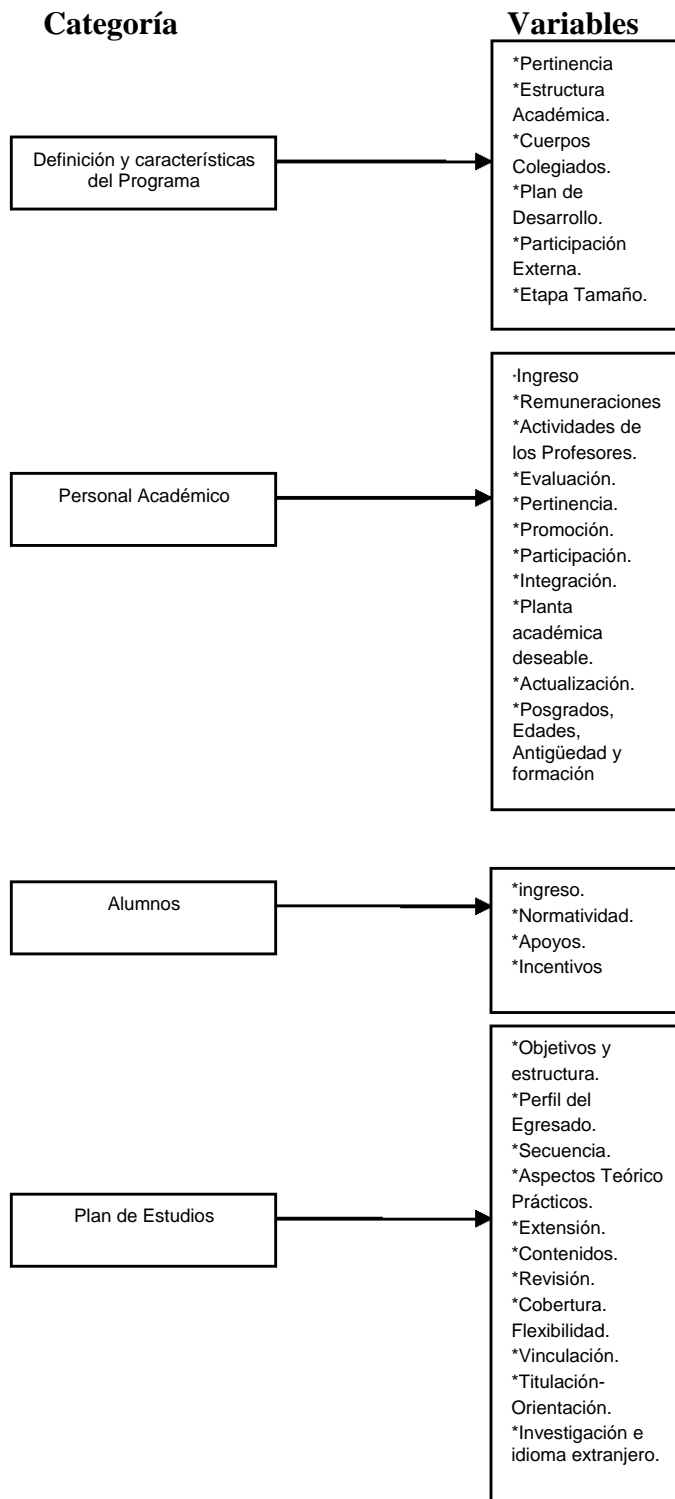 Categoría
Variables
Definición y características
del Programa
*Pertinencia
*Estructura
Académica.
*Cuerpos
Colegiados.
*Plan de
Desarrollo.
*Participación
Externa.
*Etapa Tamaño.
Personal Académico
*Ingreso
*Remuneraciones
*Actividades de
los Profesores.
*Evaluación.
*Pertinencia.
*Promoción.
*Participación.
*Integración.
*Planta
académica
deseable.
*Actualización.
*Posgrados,
Edades,
Antigüedad y
formación
Alumnos
*ingreso.
*Normatividad.
*Apoyos.
*Incentivos
Plan de Estudios
*Objetivos y
estructura.
*Perfil del
Egresado.
*Secuencia.
*Aspectos Teórico
Prácticos.
*Extensión.
*Contenidos.
*Revisión.
*Cobertura.
Flexibilidad.
*Vinculación.
*Titulación-
Orientación.
*Investigación e
idioma extranjero.